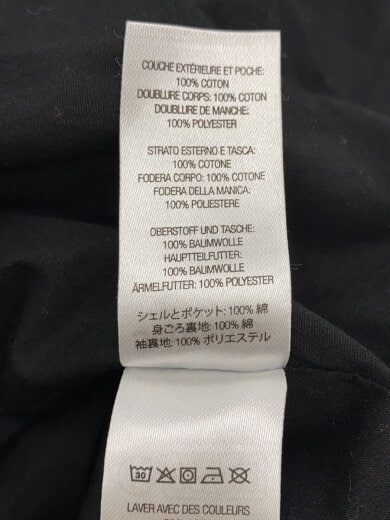 COUCHE EXTÉRIEURE ET POCHE:
100% COTON
DOUBLURE CORPS: 100% COTON
DOUBLURE DE MANCHE:
100% POLYESTER
STRATO ESTERNO E TASCA:
100% COTONE
FODERA CORPO: 100% COTONE
FODERA DELLA MANICA:
100% POLIESTERE
OBERSTOFF UND TASCHE:
100% BAUMWOLLE
HAUPTTEILFUTTER:
100% BAUMWOLLE
ÄRMELFUTTER: 100% POLYESTER
シェルとポケット: 100% 綿
身ごろ裏地: 100% 綿
袖裏地: 100% ポリエステル
30
LAVER AVEC DES COULEURS